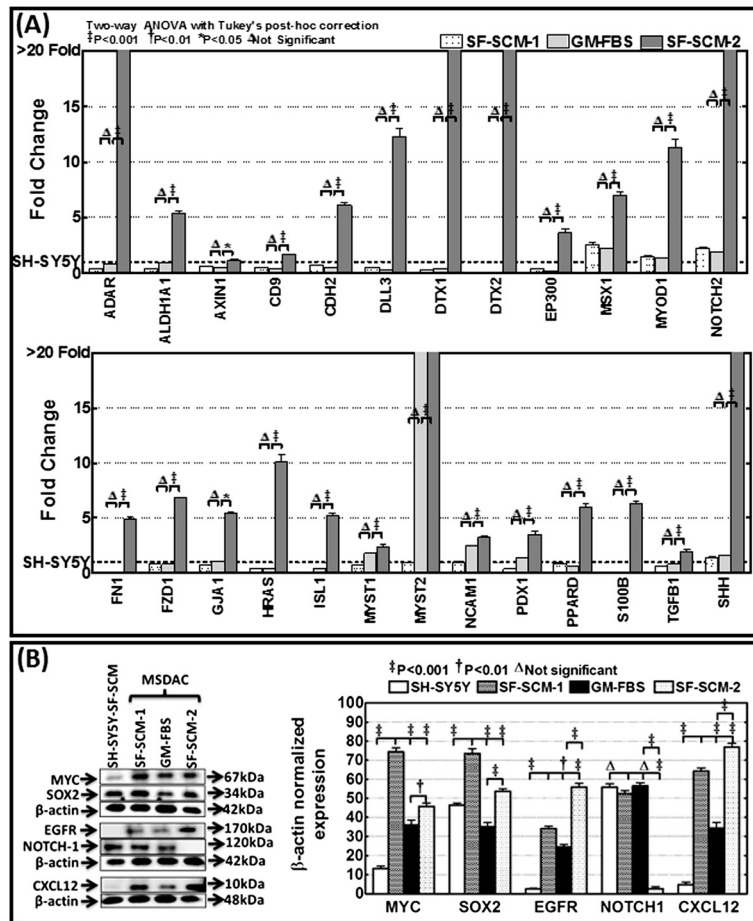 (A)
Two-way ANOVA with Tukey's post-hoc correction
‡P<0.001 †P<0.01 *P<0.05 Δ-Not Significant
SF-SCM-1 GM-FBS SF-SCM-2
>20 Fold
15
10
5
SH-SY5Y
0
Fold Change
Δ ‡ Δ ‡ Δ * Δ ‡ Δ ‡ Δ ‡ Δ ‡ Δ ‡ Δ ‡ Δ ‡ Δ ‡ Δ ‡
ADAR
ALDH1A1
AXIN1
CD9
CDH2
DLL3
DTX1
DTX2
EP300
MSX1
MYOD1
NOTCH2
>20 Fold
15
10
5
SH-SY5Y
0
Fold Change
Δ ‡ Δ ‡ Δ * Δ ‡ Δ ‡ Δ ‡ Δ ‡ Δ ‡ Δ ‡ Δ ‡ Δ ‡ Δ ‡ Δ ‡
FN1
FZD1
GJA1
HRAS
ISL1
MYST1
MYST2
NCAM1
PDX1
PPARD
S100B
TGFB1
SHH
(B)
MSDAC
SH-SY5Y-SF-SCM
SF-SCM-1
GM-FBS
SF-SCM-2
MYC 67kDa
SOX2 34kDa
β-actin 42kDa
EGFR 170kDa
NOTCH-1 120kDa
β-actin 42kDa
CXCL12 10kDa
β-actin 48kDa
‡P<0.001 †P<0.01 ΔNot significant
SH-SY5Y SF-SCM-1 GM-FBS SF-SCM-2
β-actin normalized
expression
90
80
70
60
50
40
30
20
10
0
‡ ‡ ‡ †
‡ ‡ ‡ ‡
‡ ‡ † ‡ ‡
Δ Δ Δ ‡ ‡
‡ ‡ ‡ ‡ ‡
MYC SOX2 EGFR NOTCH1 CXCL12